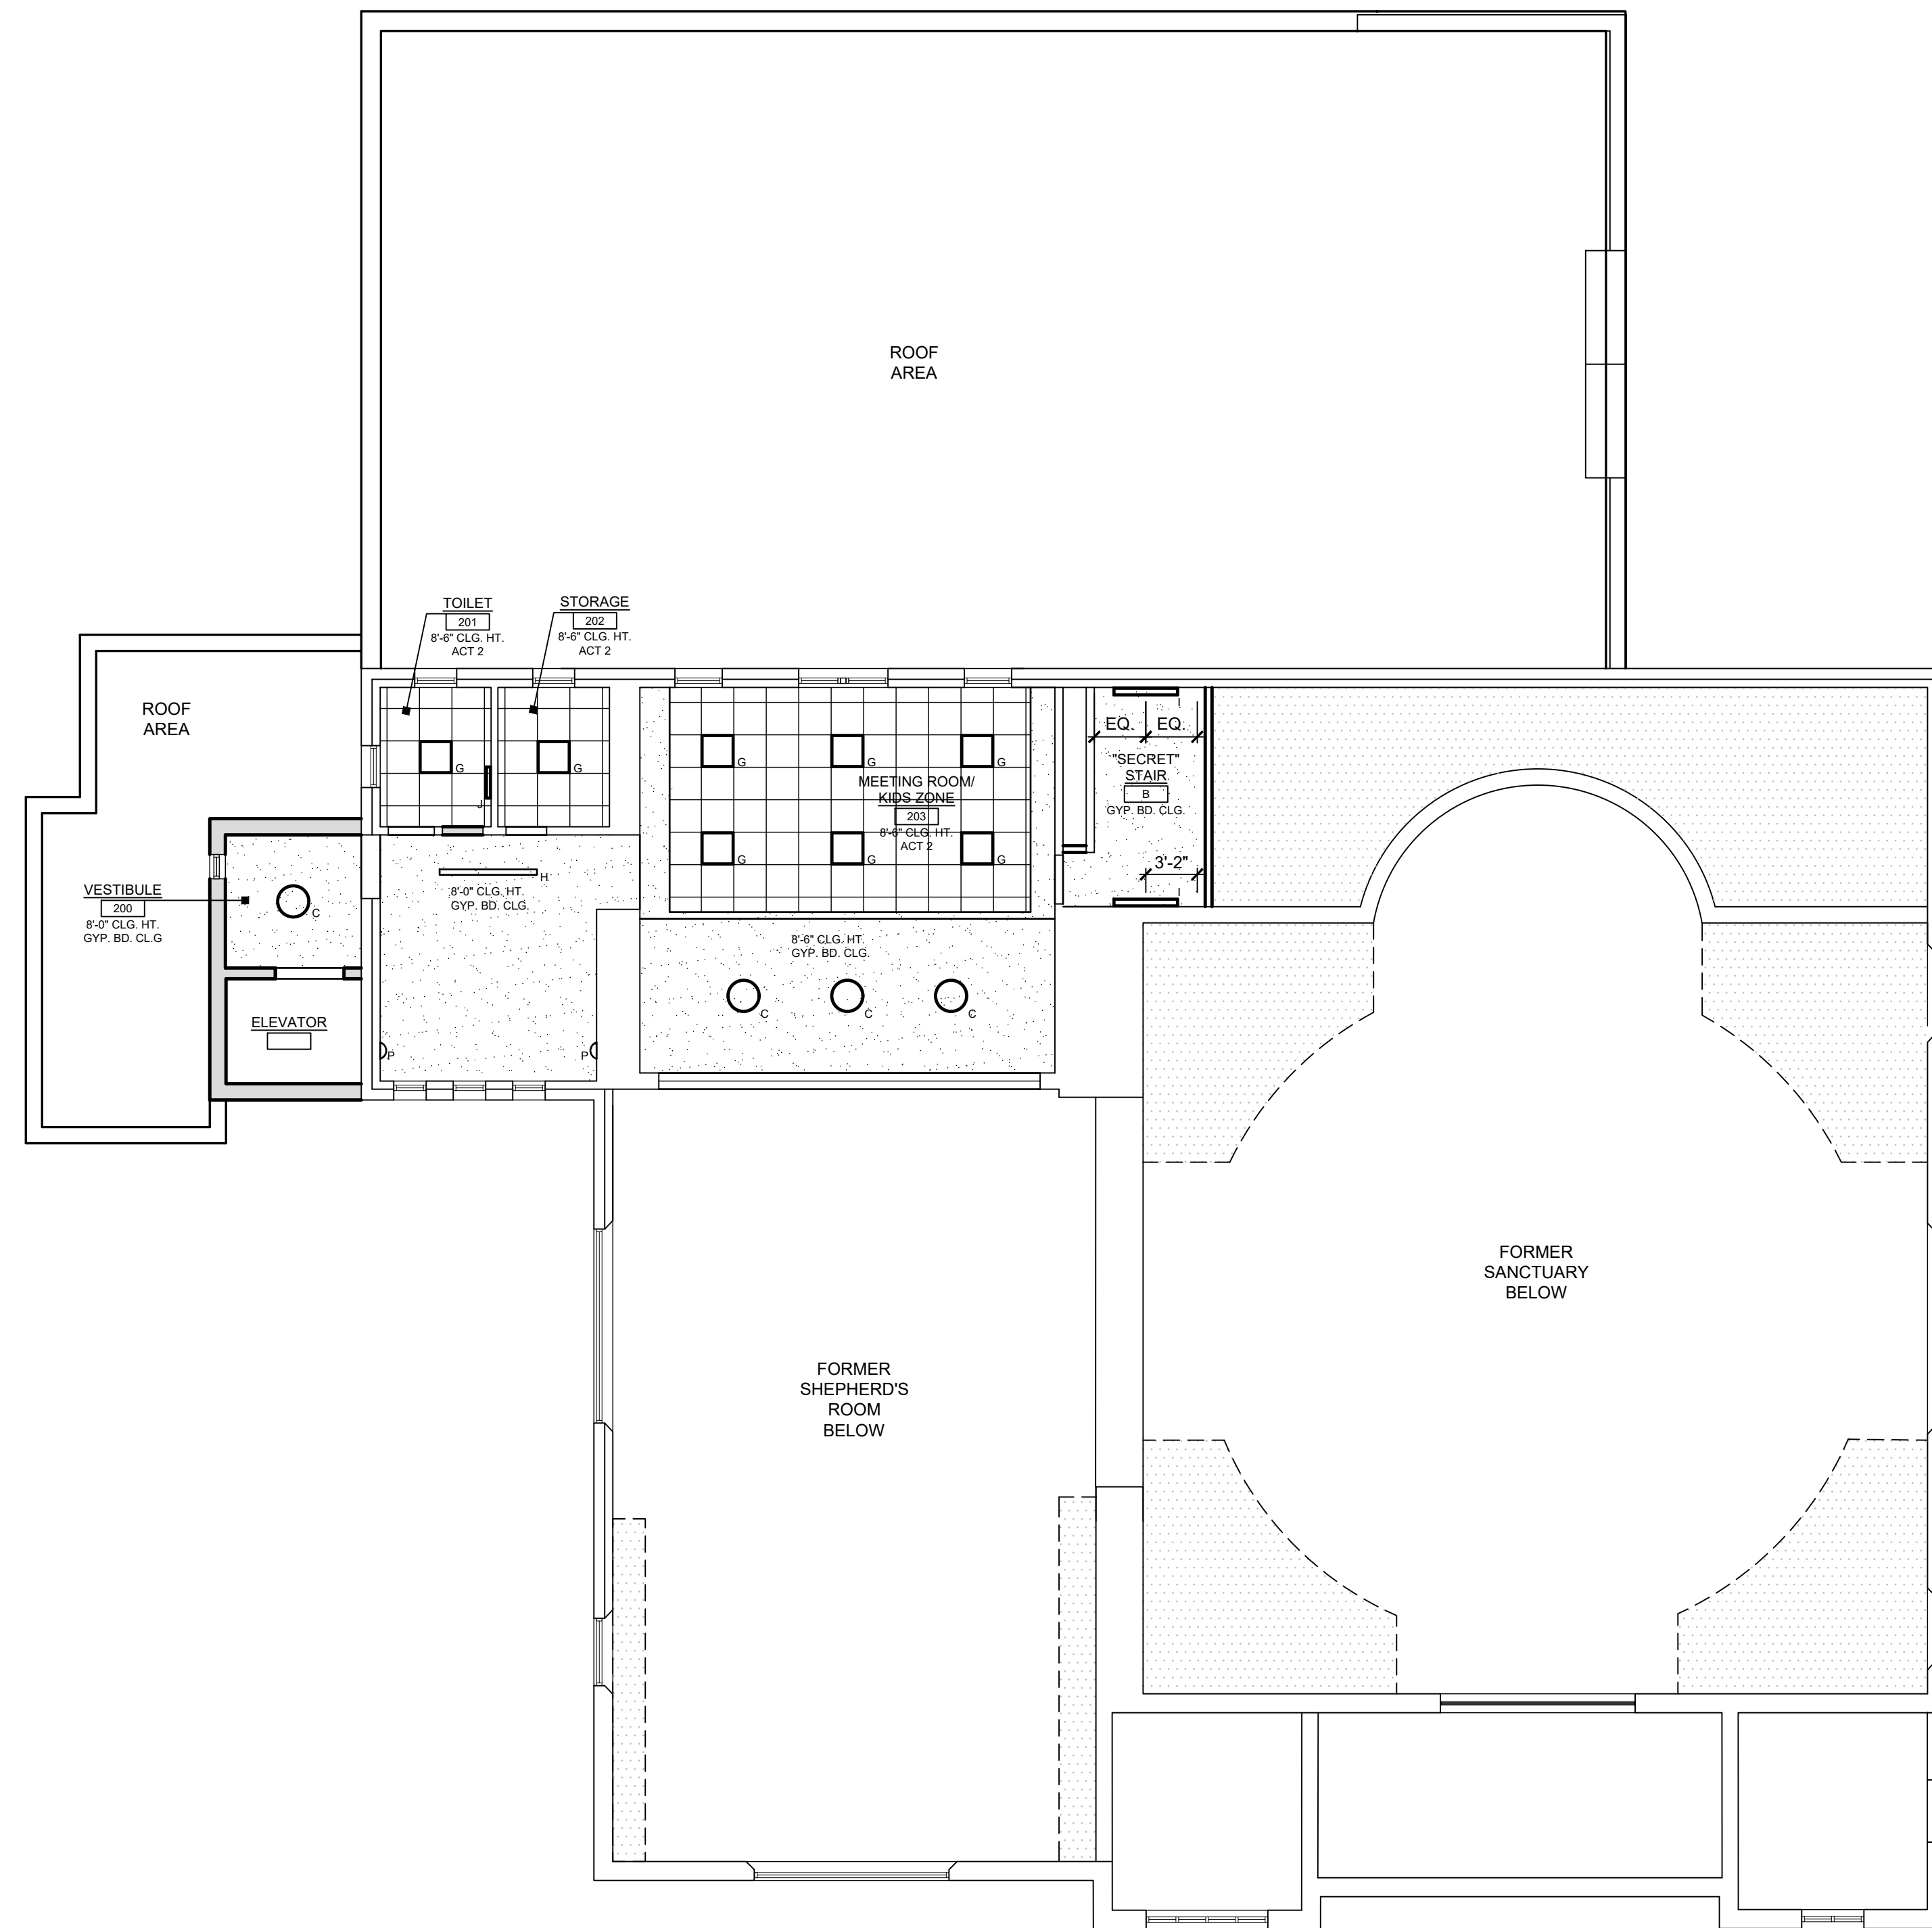 ROOF
AREA
TOILET
201
8'-6" CLG. HT.
ACT 2
STORAGE
202
8'-6" CLG. HT.
ACT 2
ROOF
AREA
G
G
J
G
G
G
MEETING ROOM/
KIDS ZONE
203
8'-6" CLG. HT.
ACT 2
G
G
G
EQ.
EQ.
"SECRET"
STAIR
B
GYP. BD. CLG.
3'-2"
VESTIBULE
200
8'-0" CLG. HT.
GYP. BD. CL.G
C
H
8'-0" CLG. HT.
GYP. BD. CLG.
8'-6" CLG. HT.
GYP. BD. CLG.
C
C
C
ELEVATOR
P
P
FORMER
SANCTUARY
BELOW
FORMER
SHEPHERD'S
ROOM
BELOW